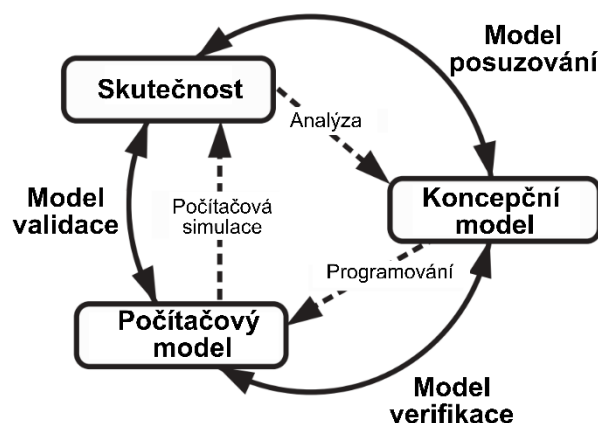 Model
posuzování
Skutečnost
Analýza
Koncepční
model
Model
validace
Počítačová
simulace
Programování
Počítačový
model
Model
verifikace